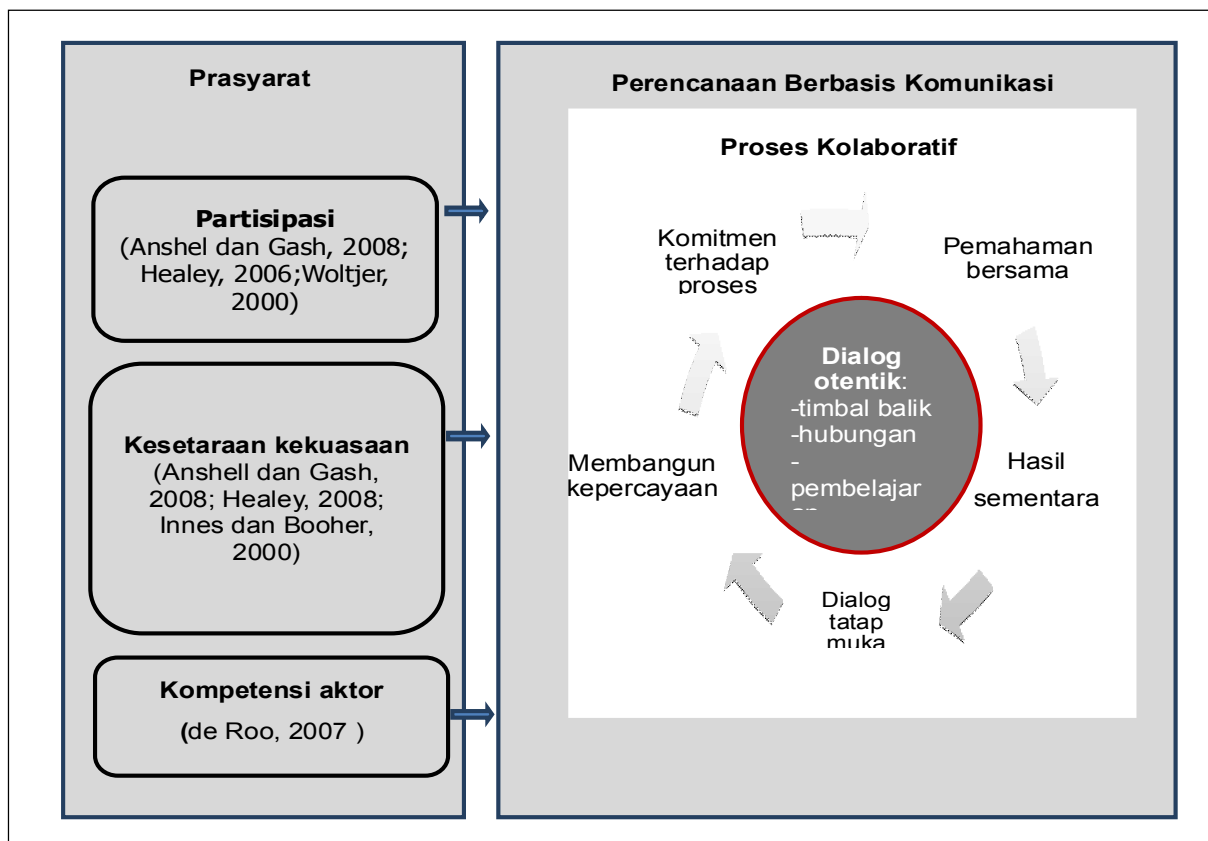 Prasyarat
Partisipasi
(Anshel dan Gash, 2008;
Healey, 2006;Woltjer,
2000)
Kesetaraan kekuasaan
(Anshell dan Gash,
2008; Healey, 2008;
Innes dan Booher,
2000)
Kompetensi aktor
(de Roo, 2007 )
Perencanaan Berbasis Komunikasi
Proses Kolaboratif
Komitmen
terhadap
proses
Pemahaman
bersama
Hasil
sementara
Dialog
tatap
muka
Membangun
kepercayaan
Dialog
otentik:
-timbal balik
-hubungan
-
pembelajar